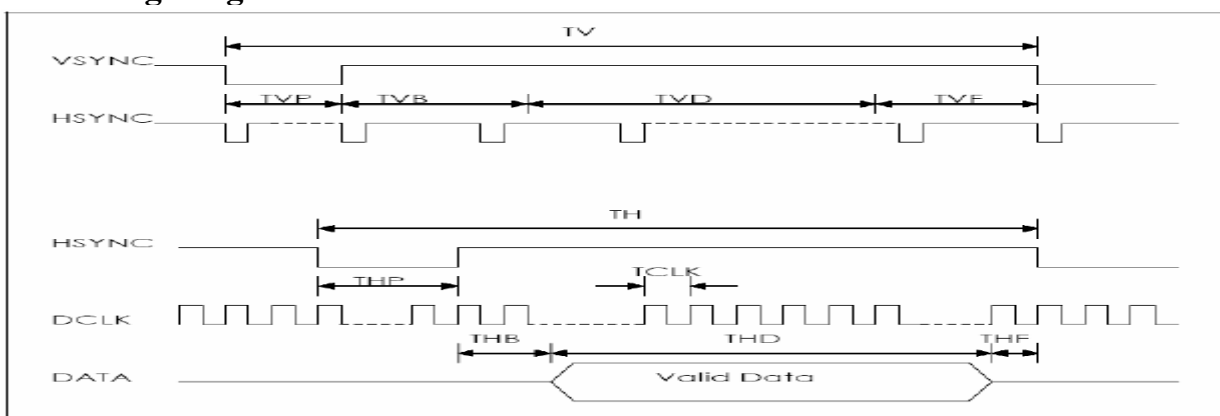 TV
VSYNC
TVP TVB TVD TVF
HSYNC
TH
HSYNC
THP TCLK
DCLK
THB THD THF
DATA Valid Data